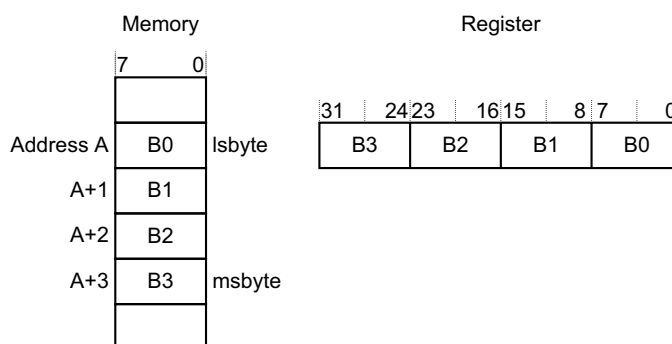 Memory Register
7 0
31 24 23 16 15 8 7 0
Address A B0 lsbyte B3 B2 B1 B0
A+1 B1
A+2 B2
A+3 B3 msbyte